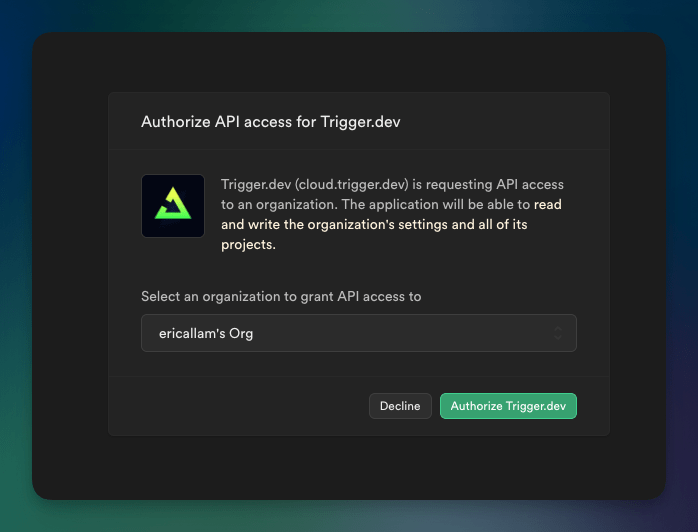 Authorize API access for Trigger.dev
Trigger.dev (cloud.trigger.dev) is requesting API access
to an organization. The application will be able to read
and write the organization's settings and all of its
projects.
Select an organization to grant API access to
ericallam's Org
Decline
Authorize Trigger.dev